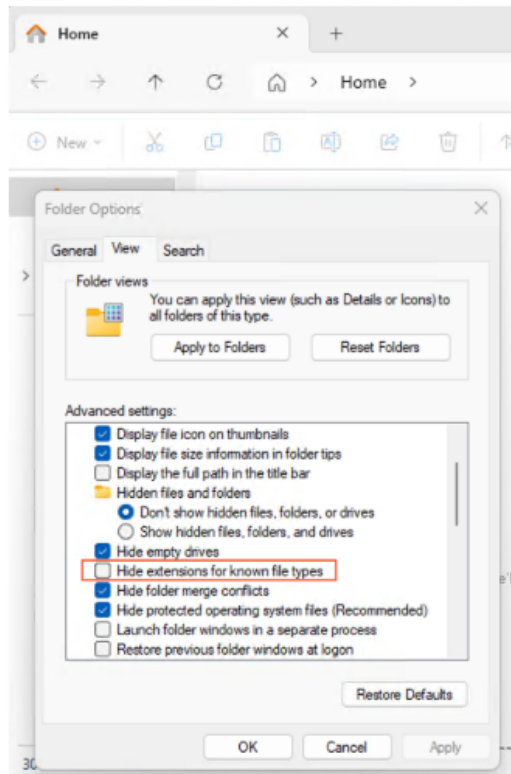 Home
Home
New
Folder Options
General View Search
Folder views
You can apply this view (such as Details or Icons) to
all folders of this type.
Apply to Folders Reset Folders
Advanced settings:
Display file icon on thumbnails
Display file size information in folder tips
Display the full path in the title bar
Hidden files and folders
Don't show hidden files, folders, or drives
Show hidden files, folders, and drives
Hide empty drives
Hide extensions for known file types
Hide folder merge conflicts
Hide protected operating system files (Recommended)
Launch folder windows in a separate process
Restore previous folder windows at logon
Restore Defaults
OK Cancel Apply